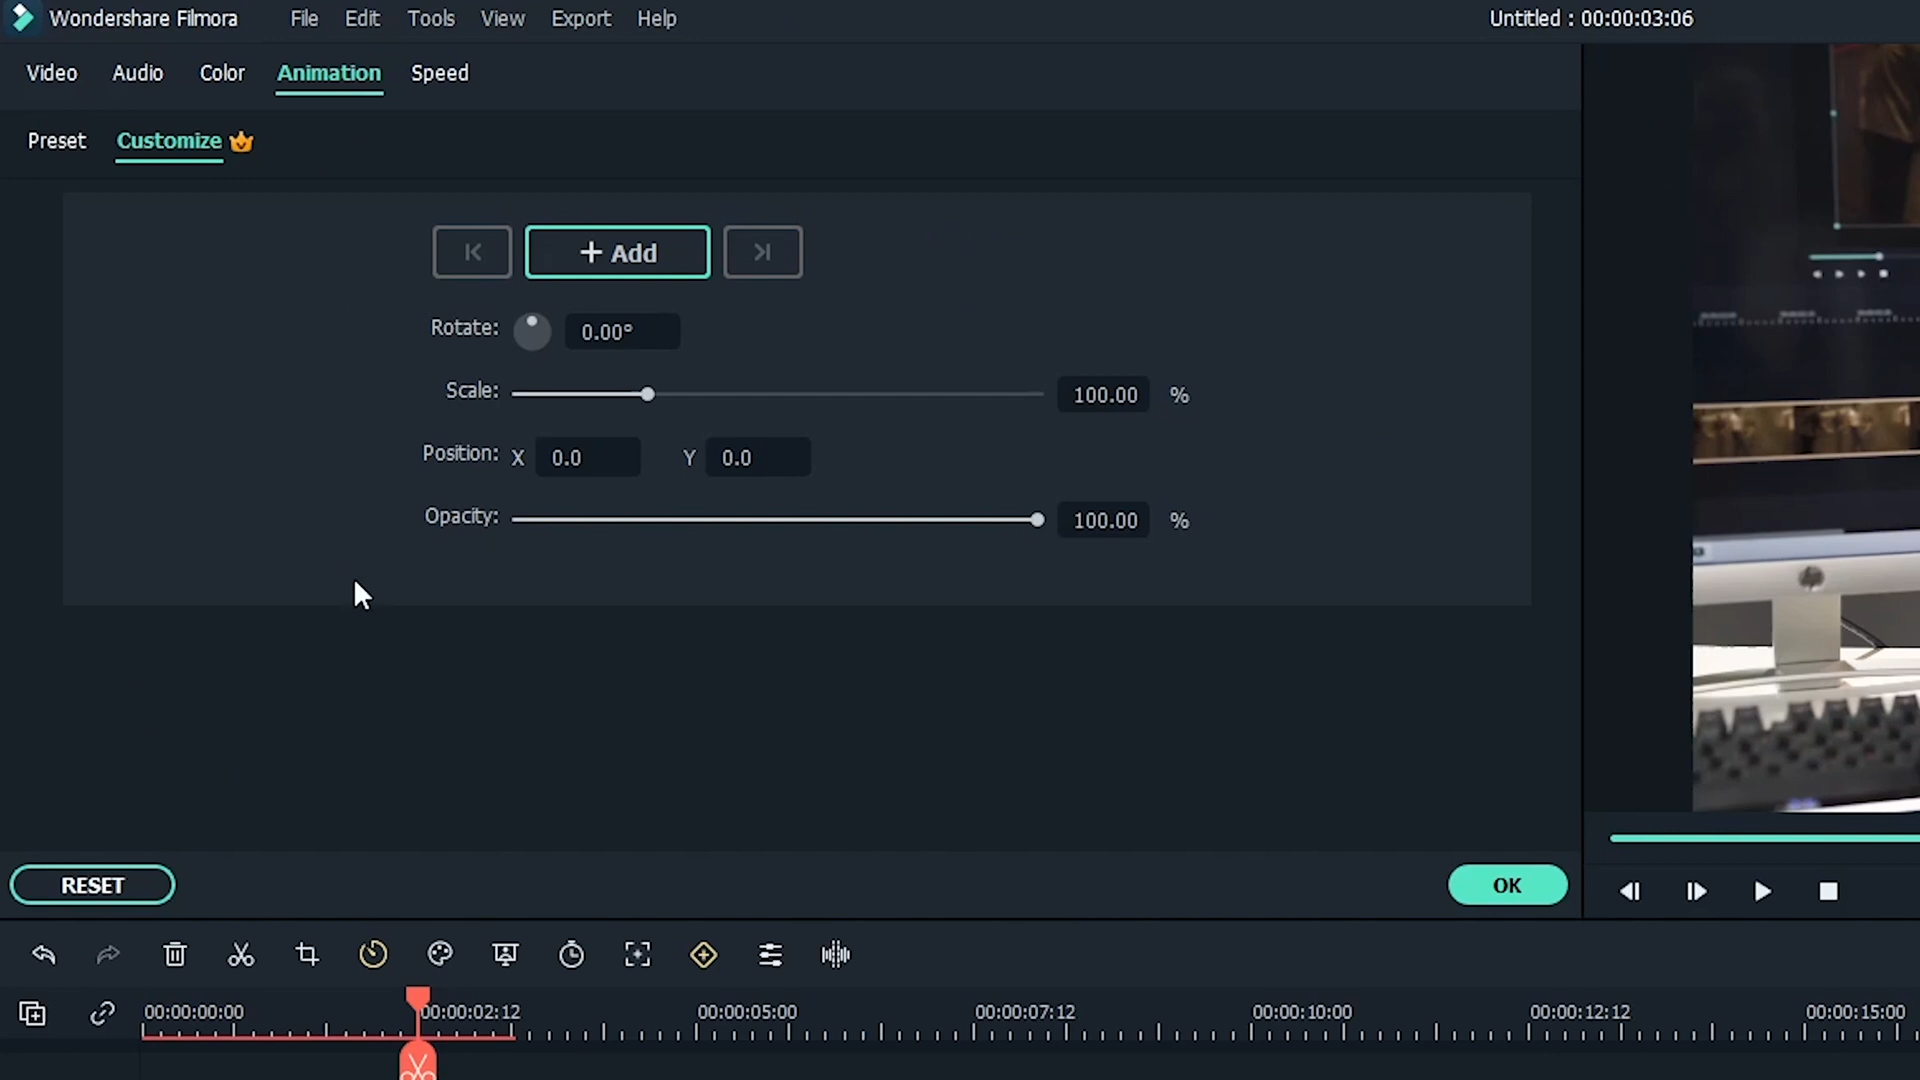 Wondershare Filmora File Edit Tools View Export Help Untitled : 00:00:03:06
Video Audio Color Animation Speed
Preset Customize
+ Add
Rotate: 0.00°
Scale: 100.00 %
Position: X 0.0 Y 0.0
Opacity: 100.00 %
RESET OK
00:00:00:00 00:00:02:12 00:00:05:00 00:00:07:12 00:00:10:00 00:00:12:12 00:00:15:00